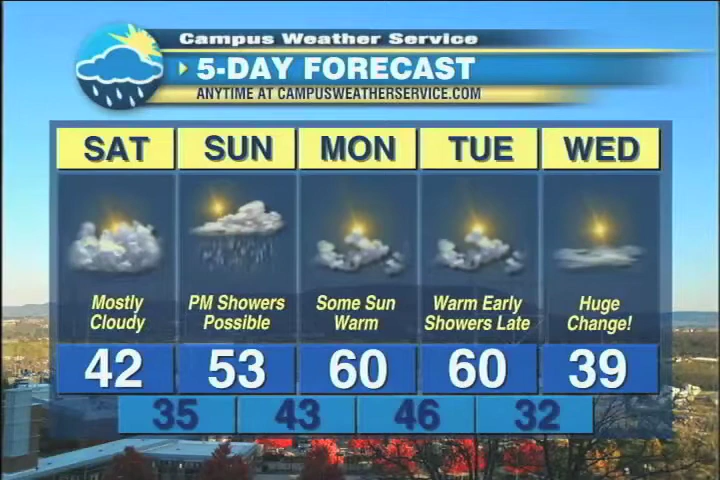 Campus Weather Service
5-DAY FORECAST
ANYTIME AT CAMPUSWEATHERSERVICE.COM
SAT SUN MON TUE WED
Mostly Cloudy
PM Showers Possible
Some Sun Warm
Warm Early Showers Late
Huge Change!
42 53 60 60 39
35 43 46 32